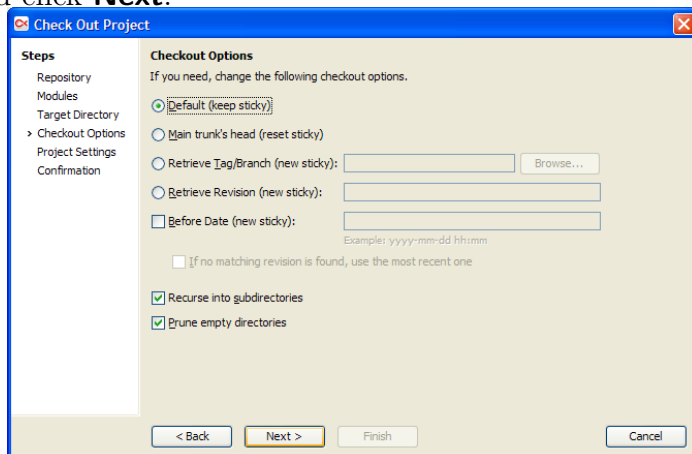 d click Next.
Check Out Project
Steps
Repository
Modules
Target Directory
> Checkout Options
Project Settings
Confirmation
Checkout Options
If you need, change the following checkout options.
Default (keep sticky)
Main trunk's head (reset sticky)
Retrieve Tag/Branch (new sticky): Browse...
Retrieve Revision (new sticky):
Before Date (new sticky):
Example: yyyy-mm-dd hh:mm
If no matching revision is found, use the most recent one
Recurse into subdirectories
Prune empty directories
< Back Next > Finish Cancel